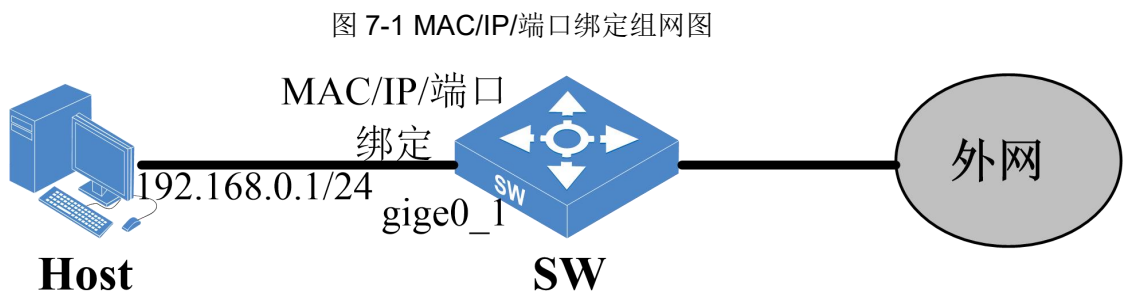 图 7-1 MAC/IP/端口绑定组网图
MAC/IP/端口
绑定
192.168.0.1/24
gige0_1
SW
外网
Host
SW